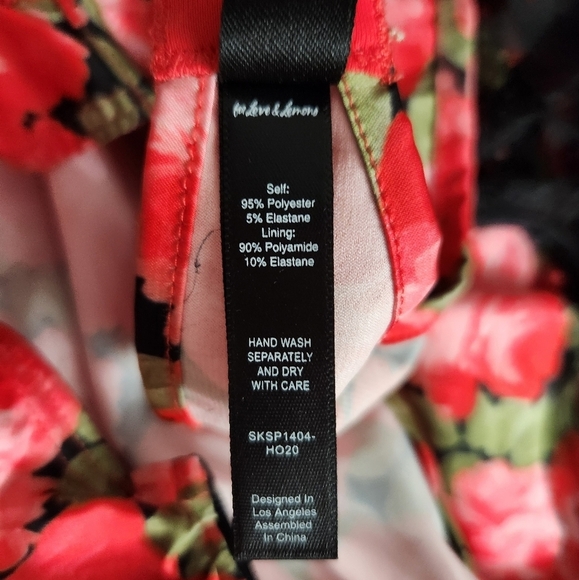 for Love & Lemons
Self:
95% Polyester
5% Elastane
Lining:
90% Polyamide
10% Elastane
HAND WASH
SEPARATELY
AND DRY
WITH CARE
SKSP1404-
HO20
Designed In
Los Angeles
Assembled
In China